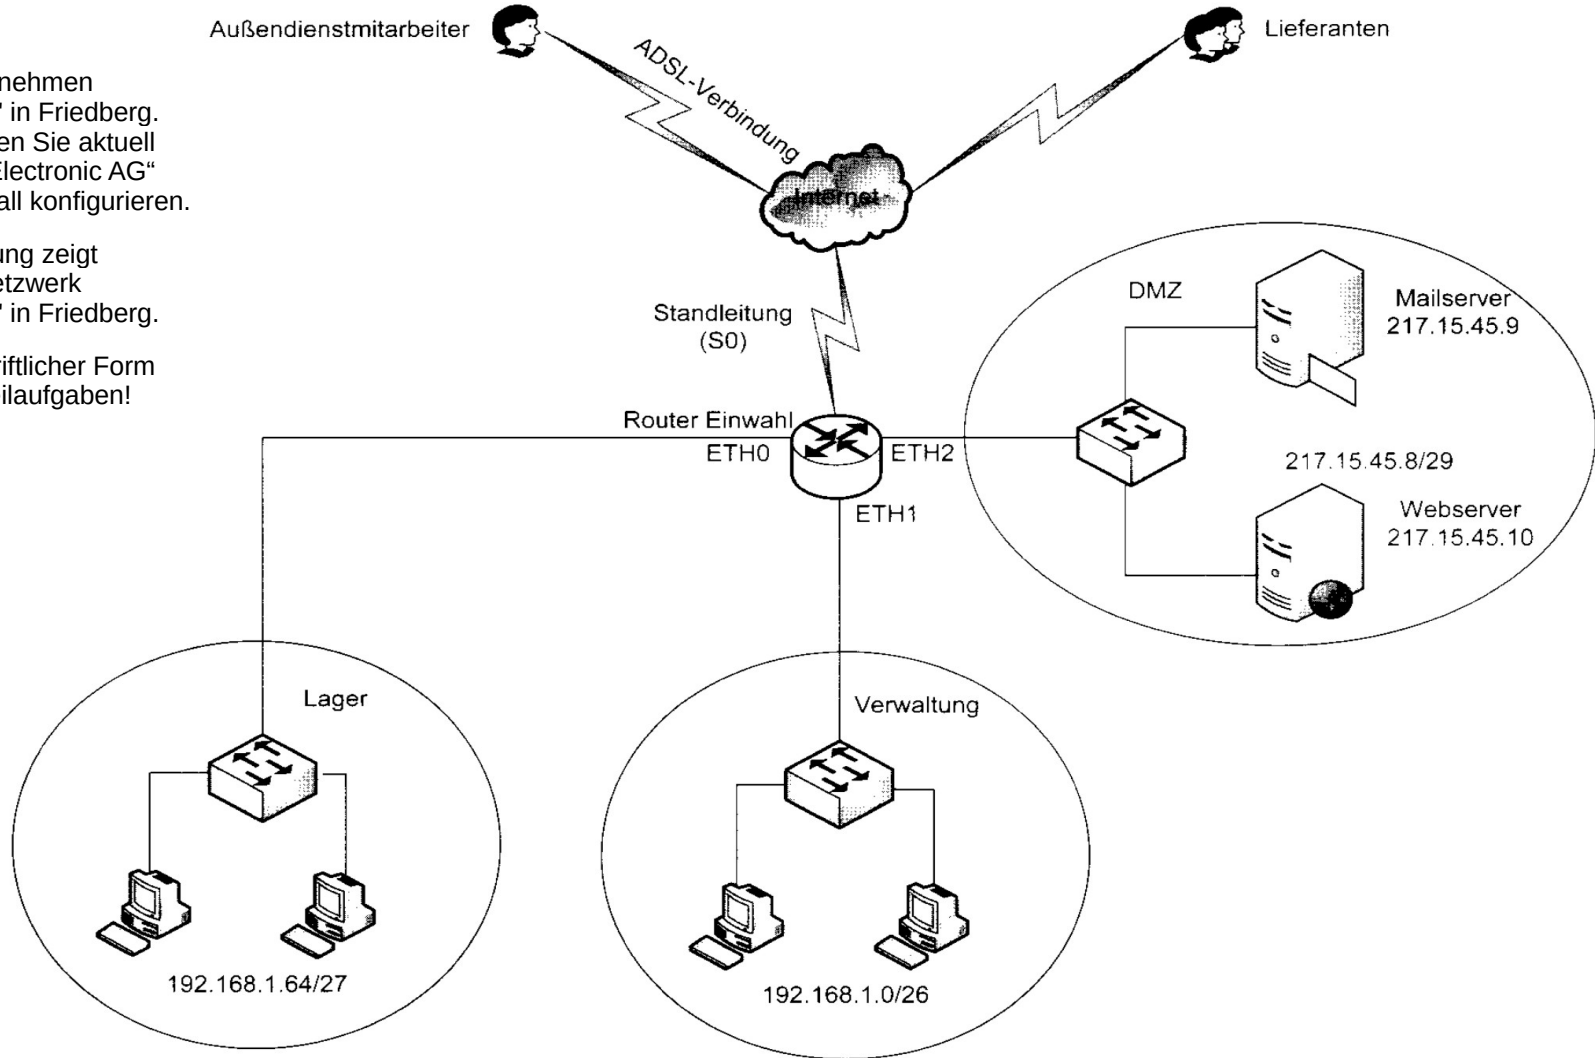 Außendienstmitarbeiter
Lieferanten
nehmen
" in Friedberg.
en Sie aktuell
Electronic AG“
all konfigurieren.
ung zeigt
etzwerk
" in Friedberg.
riftlicher Form
eilaufgaben!
ADSL-Verbindung
Internet
Standleitung
(S0)
DMZ
Mailserver
217.15.45.9
Router Einwahl
ETH0
ETH2
ETH1
217.15.45.8/29
Webserver
217.15.45.10
Lager
Verwaltung
192.168.1.64/27
192.168.1.0/26